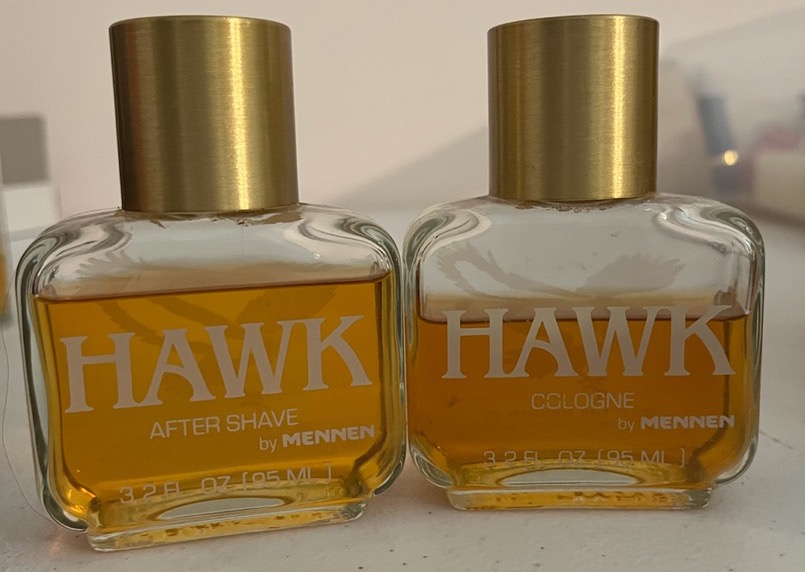 HAWK
AFTER SHAVE
by MENNEN
3.2 FL. OZ. (95 ML.)
HAWK
COLOGNE
by MENNEN
3.2 FL. OZ. (95 ML.)